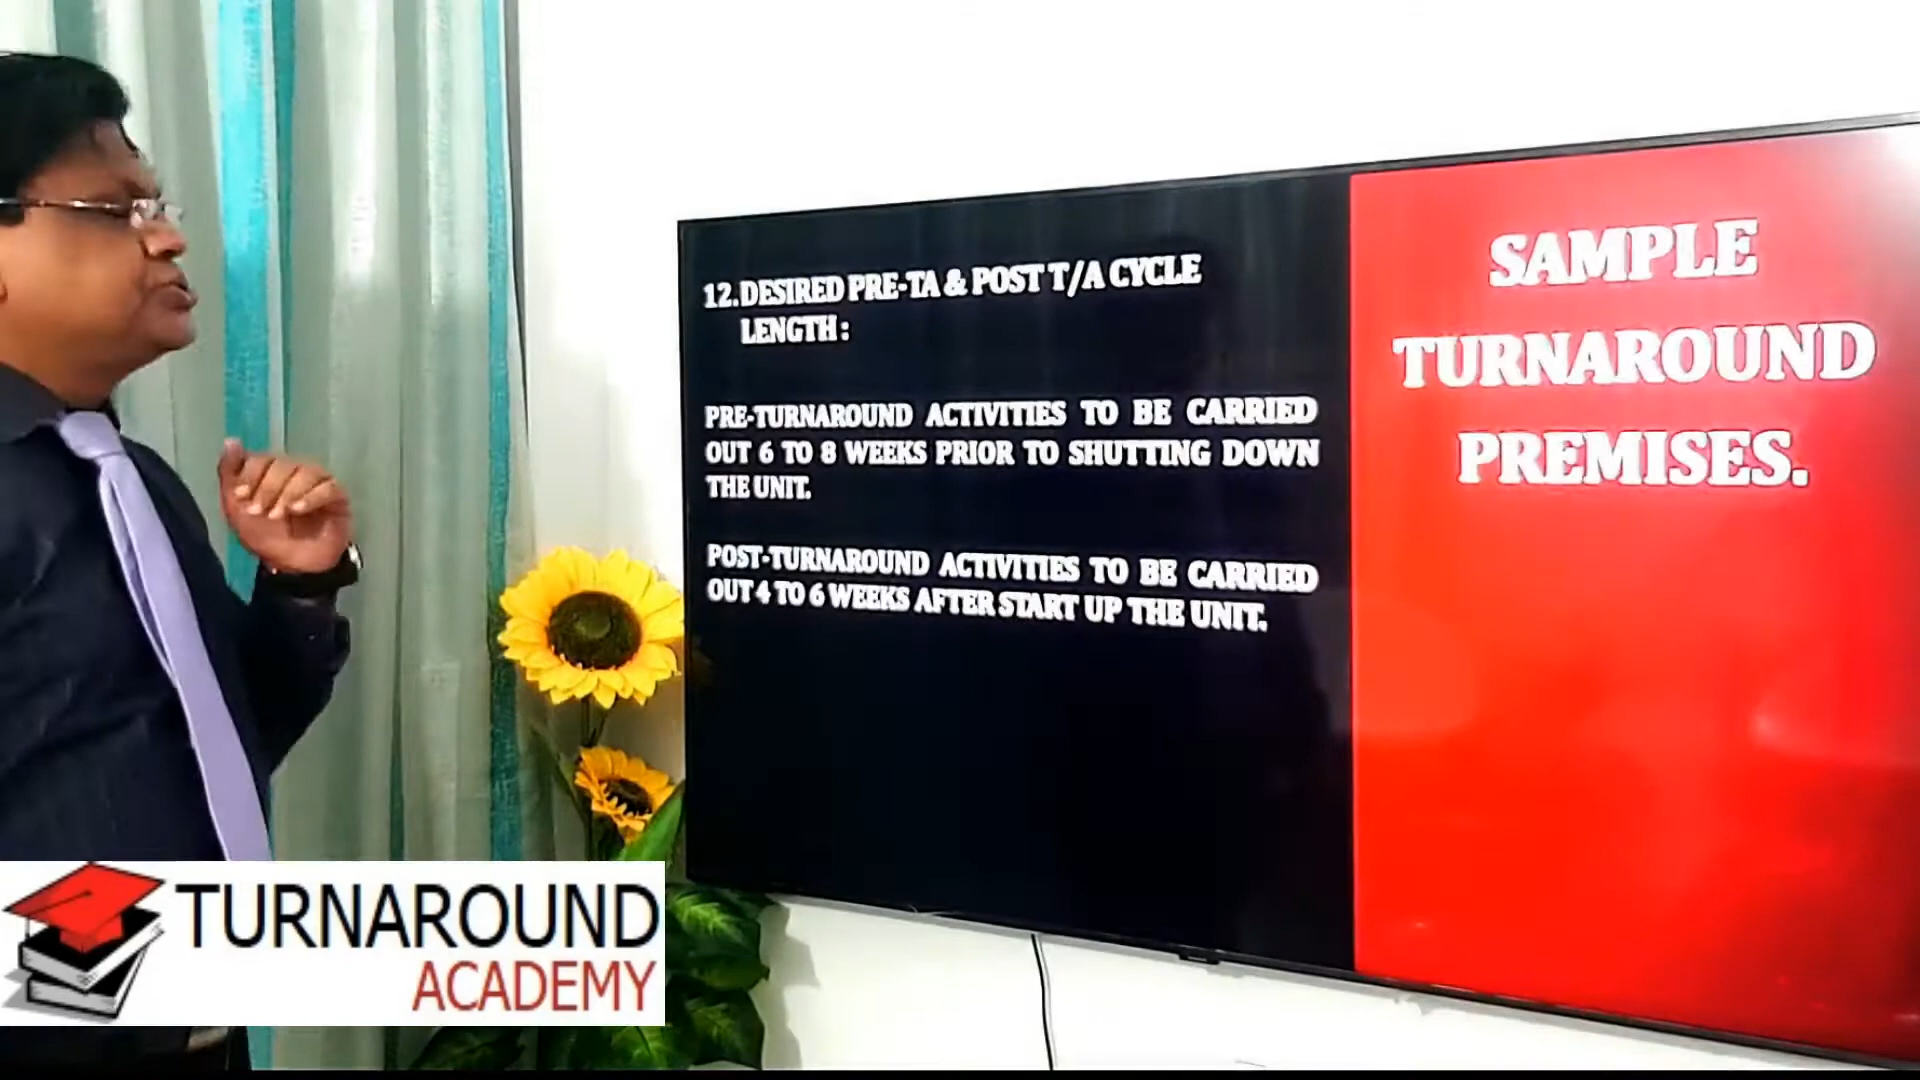 12. DESIRED PRE-TA & POST T/A CYCLE
LENGTH :
PRE-TURNAROUND ACTIVITIES TO BE CARRIED
OUT 6 TO 8 WEEKS PRIOR TO SHUTTING DOWN
THE UNIT.
POST-TURNAROUND ACTIVITIES TO BE CARRIED
OUT 4 TO 6 WEEKS AFTER START UP THE UNIT.
SAMPLE
TURNAROUND
PREMISES.
TURNAROUND
ACADEMY